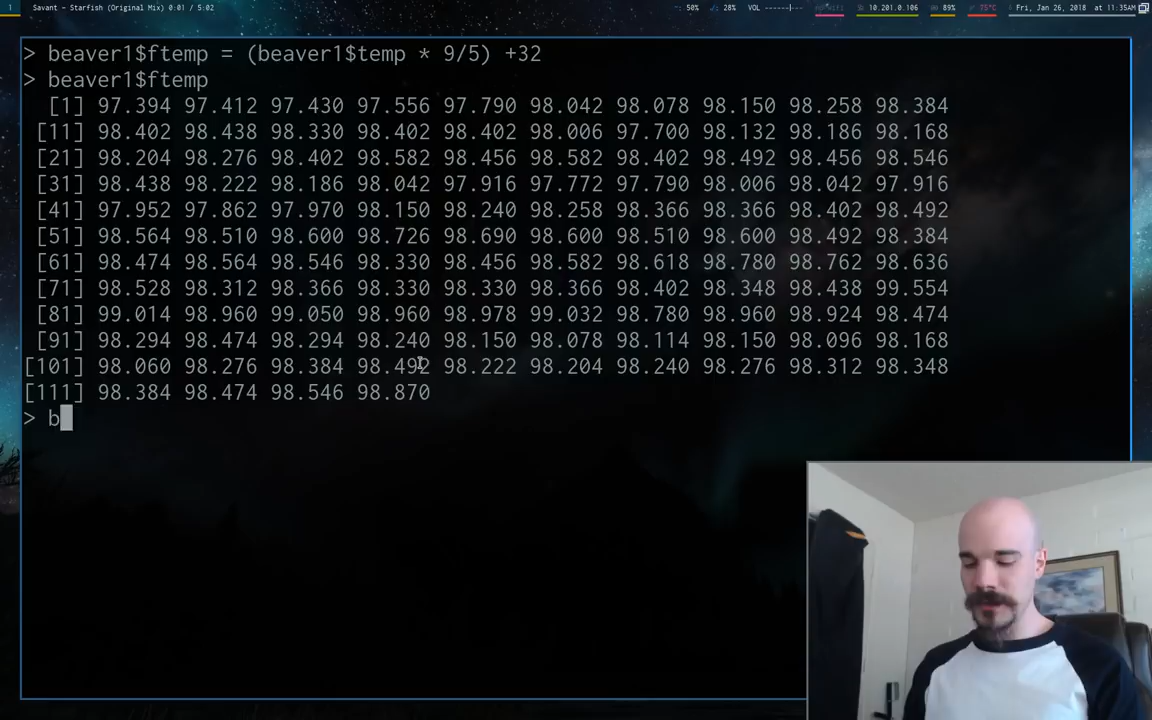 1 Savant - Starfish (Original Mix) 0:01 / 5:02 50% 28% VOL 10.201.0.106 89% 75°C Fri, Jan 26, 2018 at 11:35AM
> beaver1$ftemp = (beaver1$temp * 9/5) +32
> beaver1$ftemp
[1] 97.394 97.412 97.430 97.556 97.790 98.042 98.078 98.150 98.258 98.384
[11] 98.402 98.438 98.330 98.402 98.402 98.006 97.700 98.132 98.186 98.168
[21] 98.204 98.276 98.402 98.582 98.456 98.582 98.402 98.492 98.456 98.546
[31] 98.438 98.222 98.186 98.042 97.916 97.772 97.790 98.006 98.042 97.916
[41] 97.952 97.862 97.970 98.150 98.240 98.258 98.366 98.366 98.402 98.492
[51] 98.564 98.510 98.600 98.726 98.690 98.600 98.510 98.600 98.492 98.384
[61] 98.474 98.564 98.546 98.330 98.456 98.582 98.618 98.780 98.762 98.636
[71] 98.528 98.312 98.366 98.330 98.330 98.366 98.402 98.348 98.438 99.554
[81] 99.014 98.960 99.050 98.960 98.978 99.032 98.780 98.960 98.924 98.474
[91] 98.294 98.474 98.294 98.240 98.150 98.078 98.114 98.150 98.096 98.168
[101] 98.060 98.276 98.384 98.492 98.222 98.204 98.240 98.276 98.312 98.348
[111] 98.384 98.474 98.546 98.870
> b